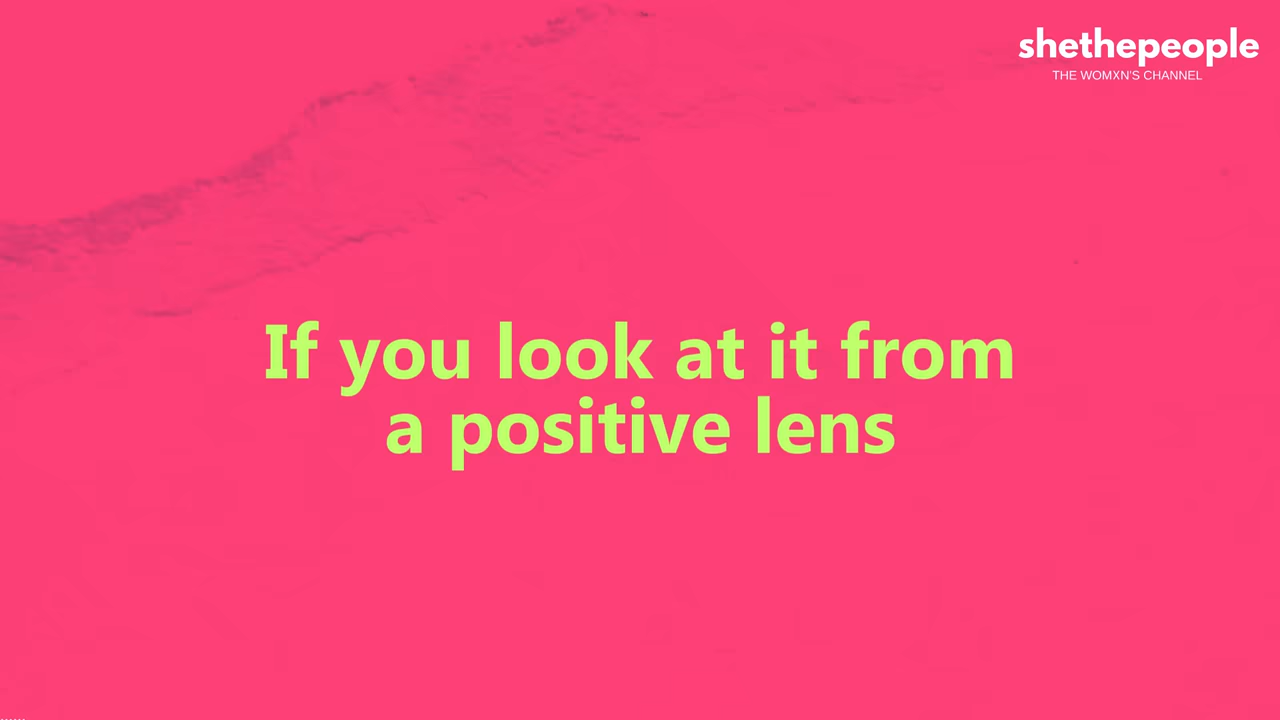 shethepeople
THE WOMXN'S CHANNEL
If you look at it from
a positive lens